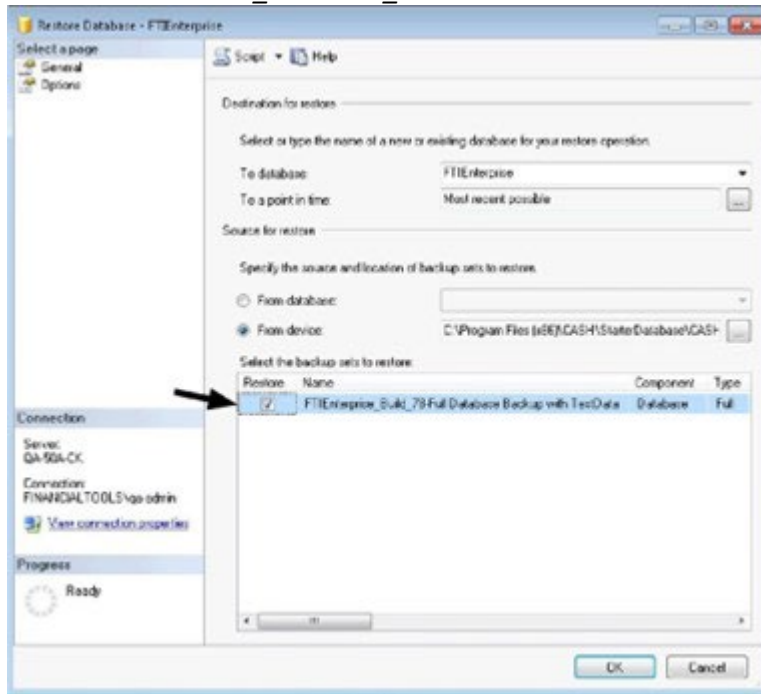 Restore Database - FTIEnterprise
Select a page
General
Options
Script Help
Destination for restore
Select or type the name of a new or existing database for your restore operation.
To database: FTIEnterprise
To a point in time: Most recent possible ...
Source for restore
Specify the source and location of backup sets to restore.
From database:
From device: C:\Program Files (x86)\CASH\StarterDatabase\CASH ...
Select the backup sets to restore:
Restore Name Component Type
FTIEnterprise_Build_78-Full Database Backup with TestData Database Full
Connection
Server:
Connection:
FINANCIALTOOLS\qa-admin
View connection properties
Progress
Ready
OK Cancel